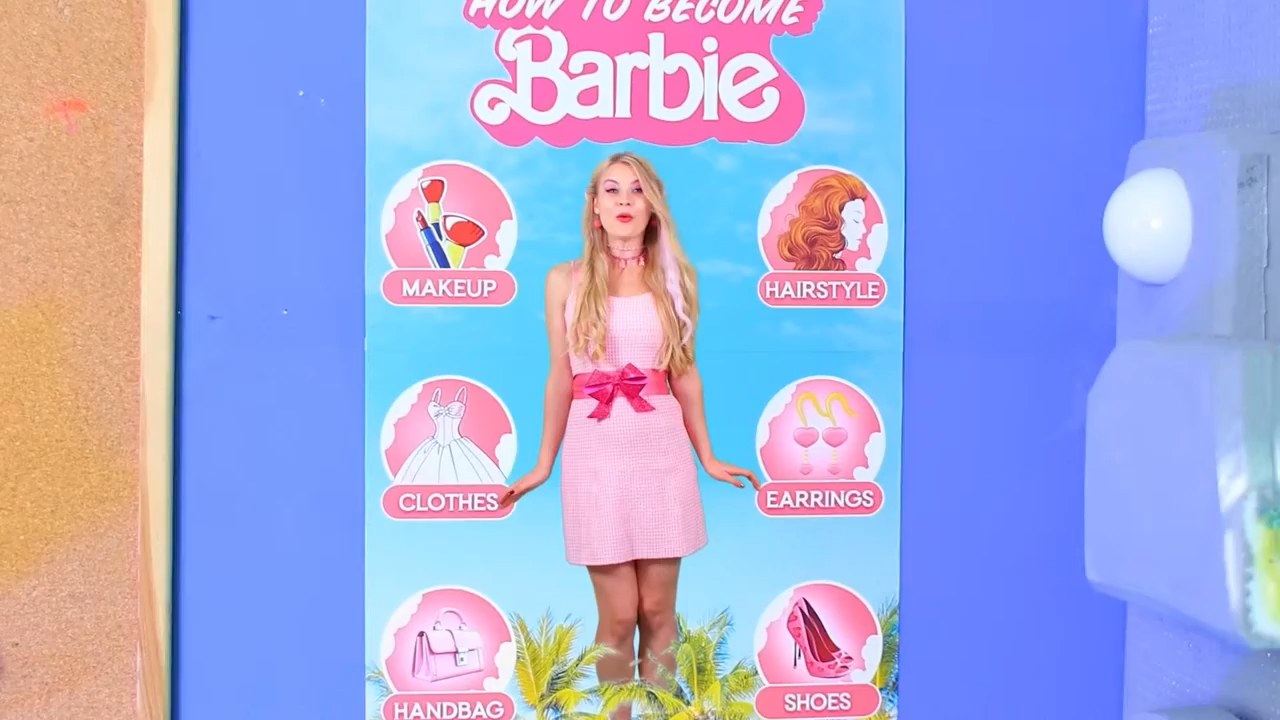 HOW TO BECOME
Barbie
MAKEUP
HAIRSTYLE
CLOTHES
EARRINGS
HANDBAG
SHOES